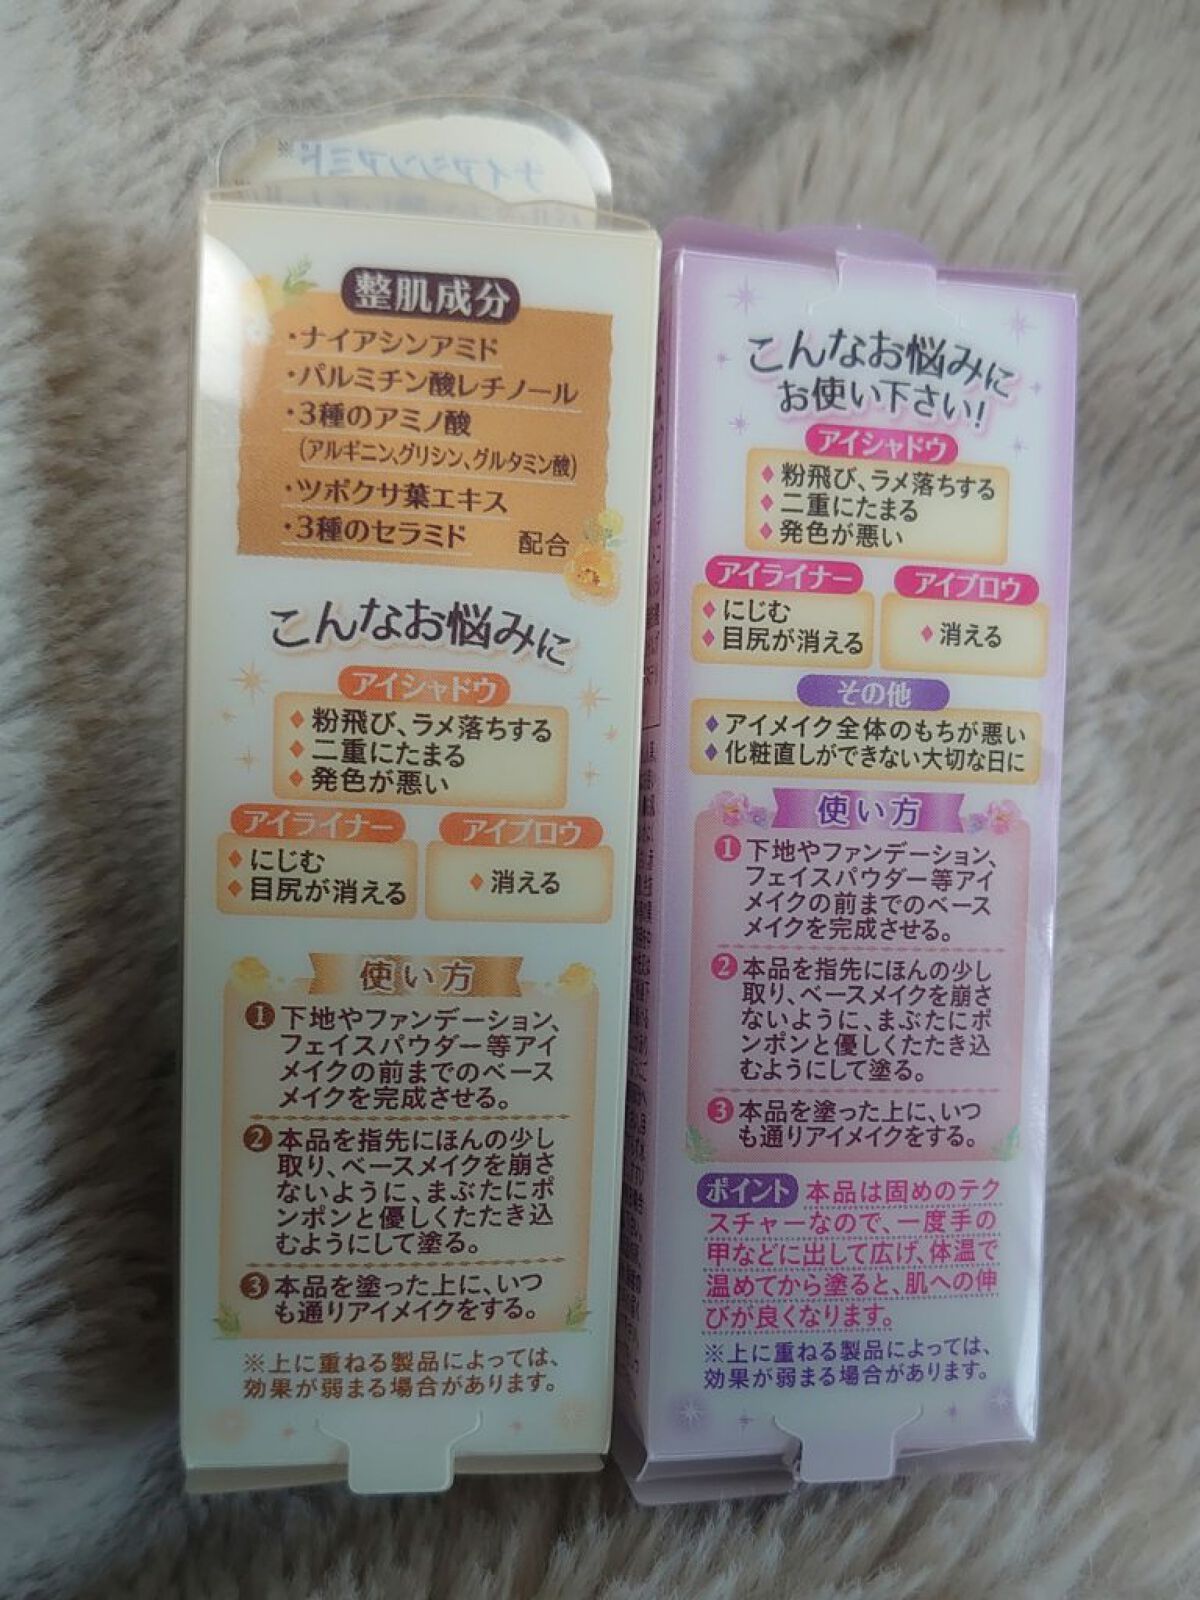 ナイアシンアミド※
整肌成分
・ナイアシンアミド
・パルミチン酸レチノール
・3種のアミノ酸
(アルギニン、グリシン、グルタミン酸)
・ツボクサ葉エキス
・3種のセラミド 配合
こんなお悩みに
アイシャドウ
♦粉飛び、ラメ落ちする
♦二重にたまる
♦発色が悪い
アイライナー
♦にじむ
♦目尻が消える
アイブロウ
♦消える
使い方
1 下地やファンデーション、
フェイスパウダー等アイ
メイクの前までのベース
メイクを完成させる。
2 本品を指先にほんの少し
取り、ベースメイクを崩さ
ないように、まぶたにポ
ンポンと優しくたたき込
むようにして塗る。
3 本品を塗った上に、いつ
も通りアイメイクをする。
※上に重ねる製品によっては、
効果が弱まる場合があります。
こんなお悩みに
お使い下さい!
アイシャドウ
♦粉飛び、ラメ落ちする
♦二重にたまる
♦発色が悪い
アイライナー
♦にじむ
♦目尻が消える
アイブロウ
♦消える
その他
♦アイメイク全体のもちが悪い
♦化粧直しができない大切な日に
使い方
1 下地やファンデーション、
フェイスパウダー等アイ
メイクの前までのベース
メイクを完成させる。
2 本品を指先にほんの少し
取り、ベースメイクを崩さ
ないように、まぶたにポ
ンポンと優しくたたき込
むようにして塗る。
3 本品を塗った上に、いつ
も通りアイメイクをする。
ポイント 本品は固めのテク
スチャーなので、一度手の
甲などに出して広げ、体温で
温めてから塗ると、肌への伸
びが良くなります。
※上に重ねる製品によっては、
効果が弱まる場合があります。